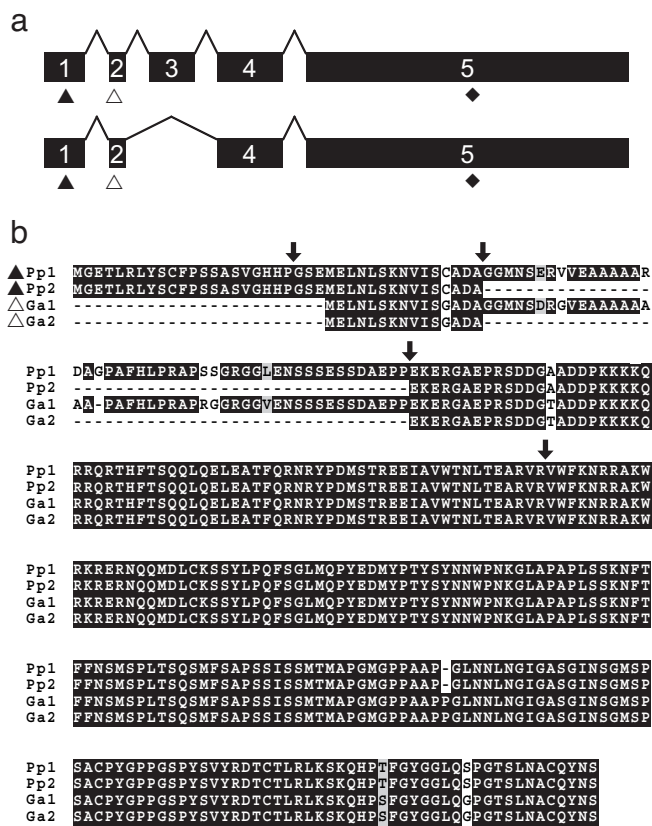 a
1 2 3 4 5
1 2 4 5
b
Pp1 MGETLRLYSCFPSSASVGHHPGSEMELNLSKNVISCADAGGMNSERVVEAAAAAR
Pp2 MGETLRLYSCFPSSASVGHHPGSEMELNLSKNVISCADA----------------
Ga1 ------------------------MELNLSKNVISGADAGGMNSDRGVEAAAAAA
Ga2 ------------------------MELNLSKNVISGADA----------------
Pp1 DAGPAFHLPRAPSSGRGGLENSSSESSDAEPPEKERGAEPRSDDGAADDPKKKKQ
Pp2 --------------------------------EKERGAEPRSDDGAADDPKKKKQ
Ga1 AA-PAFHLPRAPRGGRGGVENSSSESSDAEPPEKERGAEPRSDDGTADDPKKKKQ
Ga2 --------------------------------EKERGAEPRSDDGTADDPKKKKQ
Pp1 RRQRTHFTSQQLQELEATFQRNRYPDMSTREEIAVWTNLTEARVRVWFKNRRAKW
Pp2 RRQRTHFTSQQLQELEATFQRNRYPDMSTREEIAVWTNLTEARVRVWFKNRRAKW
Ga1 RRQRTHFTSQQLQELEATFQRNRYPDMSTREEIAVWTNLTEARVRVWFKNRRAKW
Ga2 RRQRTHFTSQQLQELEATFQRNRYPDMSTREEIAVWTNLTEARVRVWFKNRRAKW
Pp1 RKRERNQQMDLCKSSYLPQFSGLMQPYEDMYPTYSYNNWPNKGLAPAPLSSKNFT
Pp2 RKRERNQQMDLCKSSYLPQFSGLMQPYEDMYPTYSYNNWPNKGLAPAPLSSKNFT
Ga1 RKRERNQQMDLCKSSYLPQFSGLMQPYEDMYPTYSYNNWPNKGLAPAPLSSKNFT
Ga2 RKRERNQQMDLCKSSYLPQFSGLMQPYEDMYPTYSYNNWPNKGLAPAPLSSKNFT
Pp1 FFNSMSPLTSQSMFSAPSSISSMTMAPGMGPPAAP-GLNNLNGIGASGINSGMSP
Pp2 FFNSMSPLTSQSMFSAPSSISSMTMAPGMGPPAAP-GLNNLNGIGASGINSGMSP
Ga1 FFNSMSPLTSQSMFSAPSSISSMTMAPGMGPPAAPPGLNNLNGIGASGINSGMSP
Ga2 FFNSMSPLTSQSMFSAPSSISSMTMAPGMGPPAAPPGLNNLNGIGASGINSGMSP
Pp1 SACPYGPPGSPYSVYRDTCTLRLKSKQHPTFGYGGLQSPGTSLNACQYNS
Pp2 SACPYGPPGSPYSVYRDTCTLRLKSKQHPTFGYGGLQSPGTSLNACQYNS
Ga1 SACPYGPPGSPYSVYRDTCTLRLKSKQHPSFGYGGLQGPGTSLNACQYNS
Ga2 SACPYGPPGSPYSVYRDTCTLRLKSKQHPSFGYGGLQGPGTSLNACQYNS